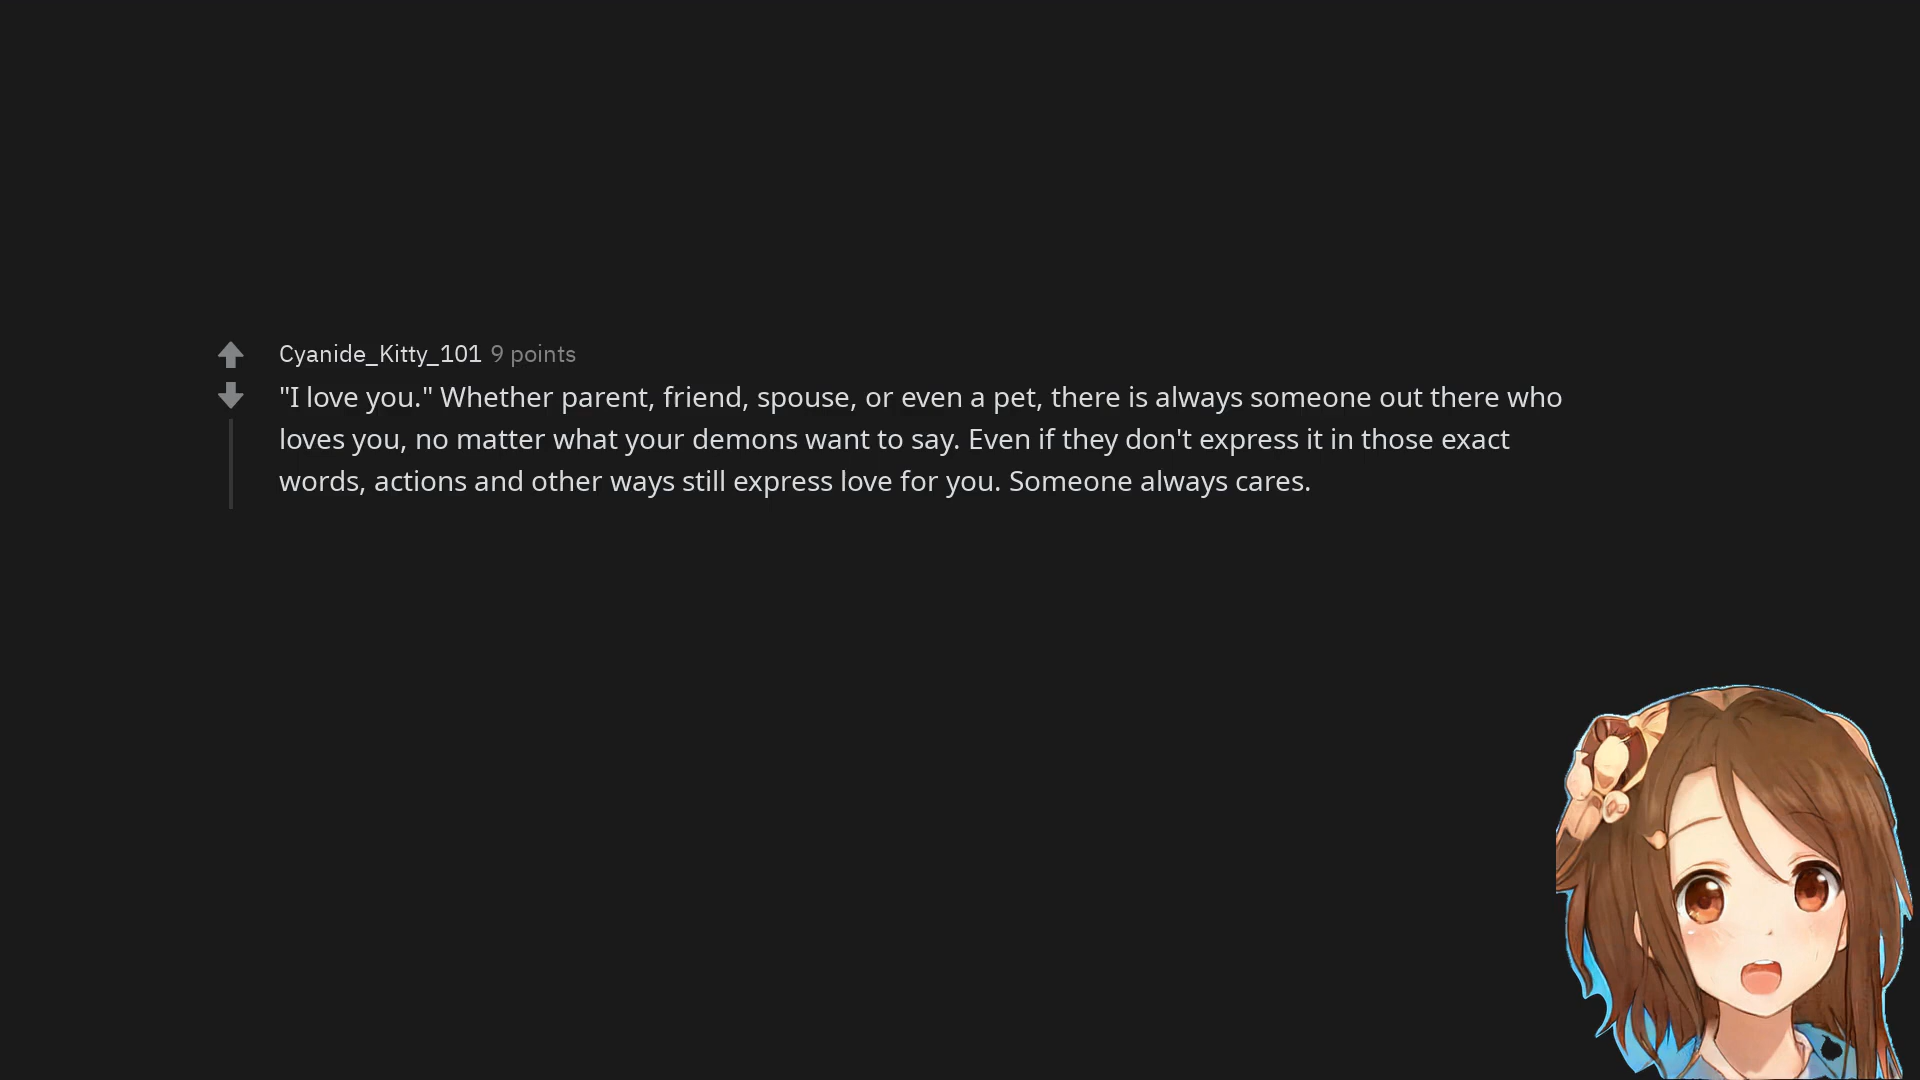 Cyanide_Kitty_101 9 points
"I love you." Whether parent, friend, spouse, or even a pet, there is always someone out there who
loves you, no matter what your demons want to say. Even if they don't express it in those exact
words, actions and other ways still express love for you. Someone always cares.